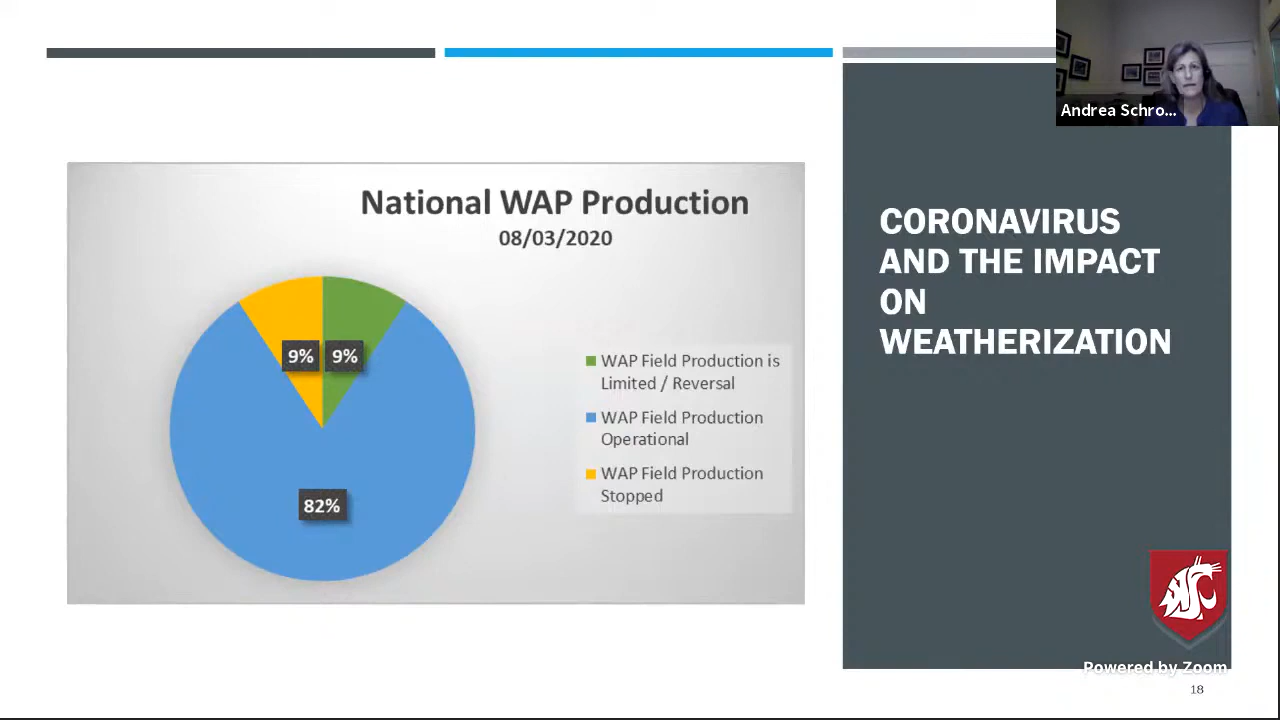 Andrea Schro...
National WAP Production
08/03/2020
9%
9%
82%
WAP Field Production is
Limited / Reversal
WAP Field Production
Operational
WAP Field Production
Stopped
CORONAVIRUS
AND THE IMPACT
ON
WEATHERIZATION
Powered by Zoom
18